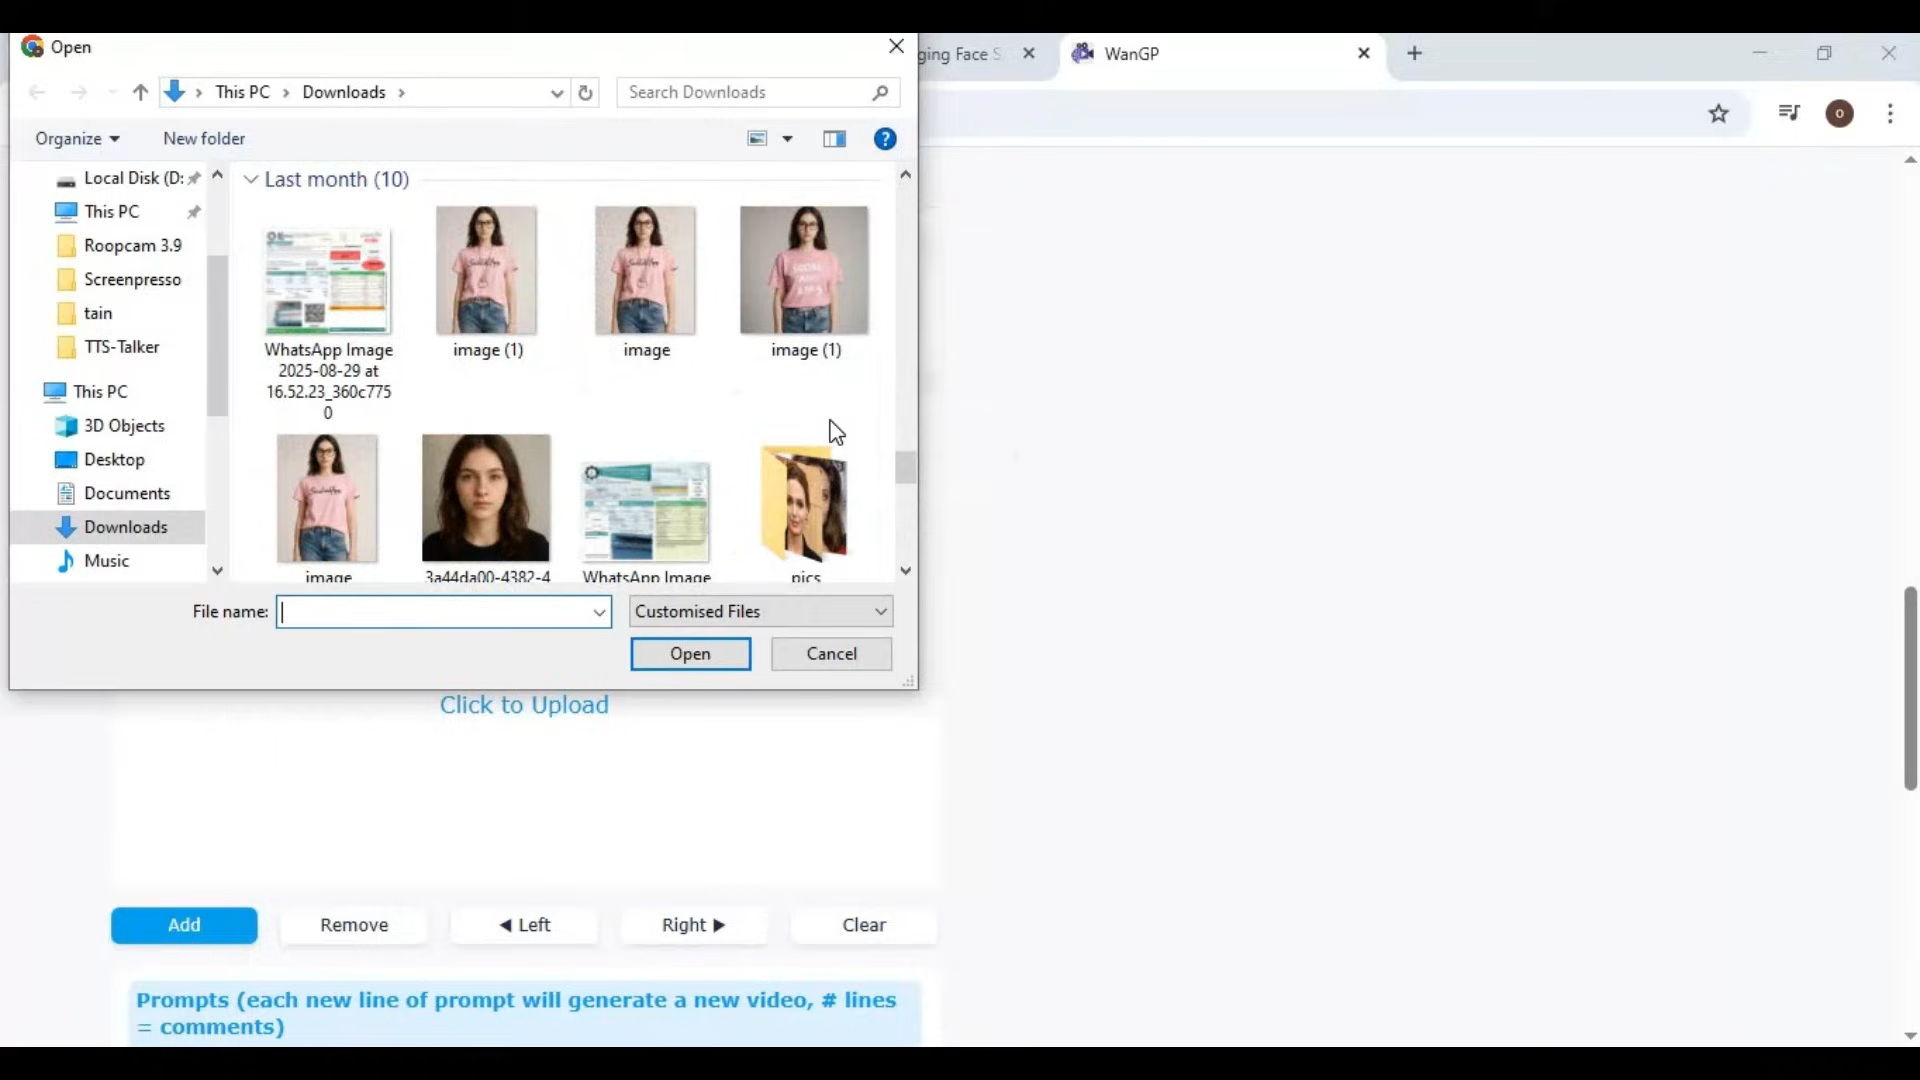 Open
ging Face S
WanGP
This PC > Downloads >
Search Downloads
Organize
New folder
Local Disk (D:
This PC
Roopcam 3.9
Screenpresso
tain
TTS-Talker
This PC
3D Objects
Desktop
Documents
Downloads
Music
Last month (10)
WhatsApp Image
2025-08-29 at
16.52.23_360c775
0
image (1)
image
image (1)
image
3a44da00-4382-4
WhatsApp Image
pics
File name:
Customised Files
Open
Cancel
Click to Upload
Add
Remove
◀ Left
Right ▶
Clear
Prompts (each new line of prompt will generate a new video, # lines
= comments)